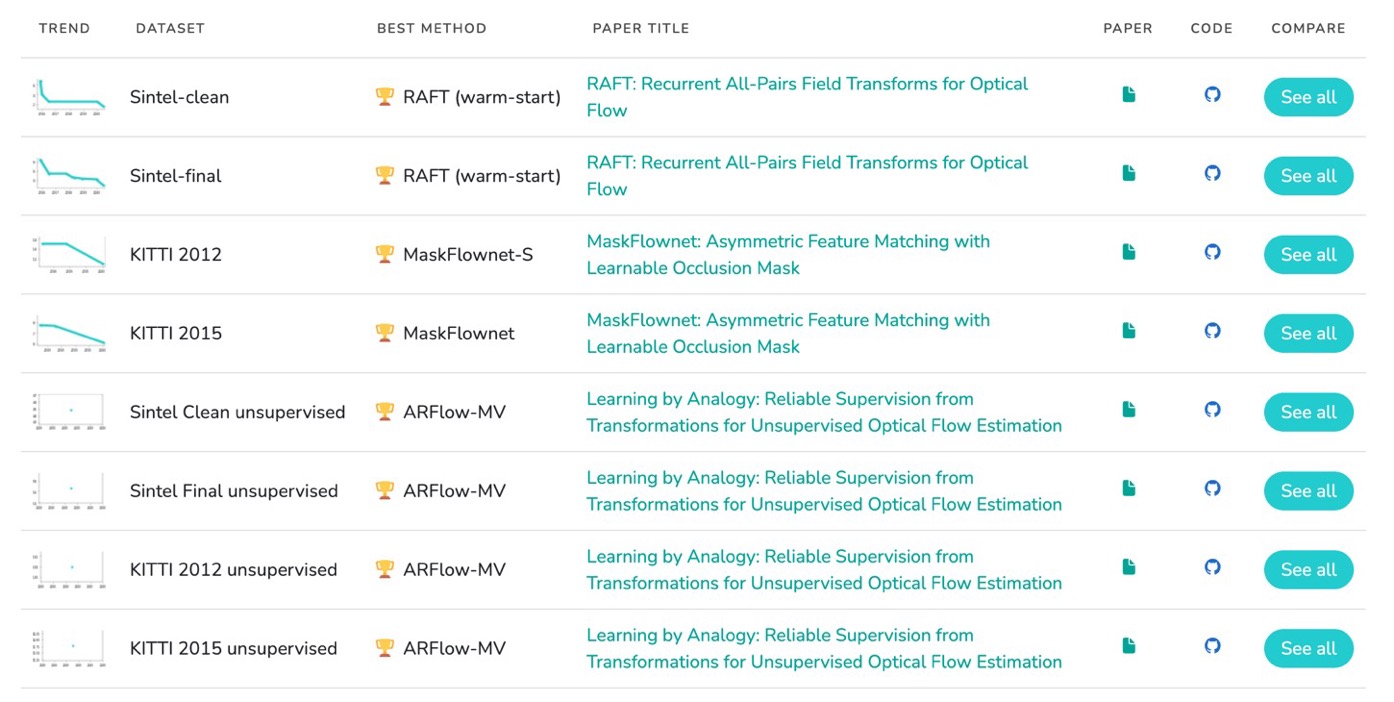 TREND DATASET BEST METHOD PAPER TITLE PAPER CODE COMPARE
RAFT: Recurrent All-Pairs Field Transforms for Optical
Sintel-clean RAFT (warm-start) See all
Flow
RAFT: Recurrent All-Pairs Field Transforms for Optical
Sintel-final RAFT (warm-start) See all
Flow
MaskFlownet: Asymmetric Feature Matching with
KITTI 2012 MaskFlownet-S See all
Learnable Occlusion Mask
MaskFlownet: Asymmetric Feature Matching with
KITTI 2015 MaskFlownet See all
Learnable Occlusion Mask
Learning by Analogy: Reliable Supervision from
Sintel Clean unsupervised ARFlow-MV See all
Transformations for Unsupervised Optical Flow Estimation
Learning by Analogy: Reliable Supervision from
Sintel Final unsupervised ARFlow-MV See all
Transformations for Unsupervised Optical Flow Estimation
Learning by Analogy: Reliable Supervision from
KITTI 2012 unsupervised ARFlow-MV See all
Transformations for Unsupervised Optical Flow Estimation
Learning by Analogy: Reliable Supervision from
KITTI 2015 unsupervised ARFlow-MV See all
Transformations for Unsupervised Optical Flow Estimation